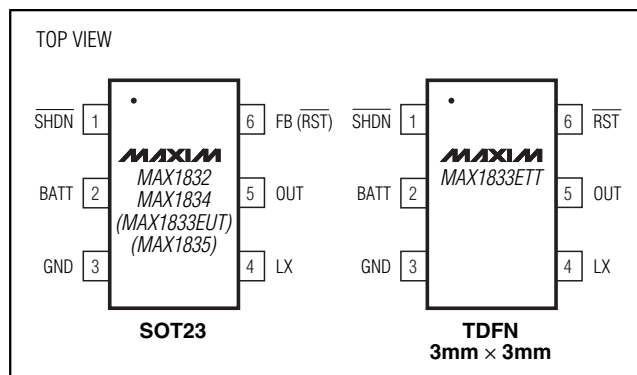 TOP VIEW
SHDN 1
BATT 2
GND 3
MAXIM
MAX1832
MAX1834
(MAX1833EUT)
(MAX1835)
6 FB (RST)
5 OUT
4 LX
SOT23
SHDN 1
BATT 2
GND 3
MAXIM
MAX1833ETT
6 RST
5 OUT
4 LX
TDFN
3mm × 3mm